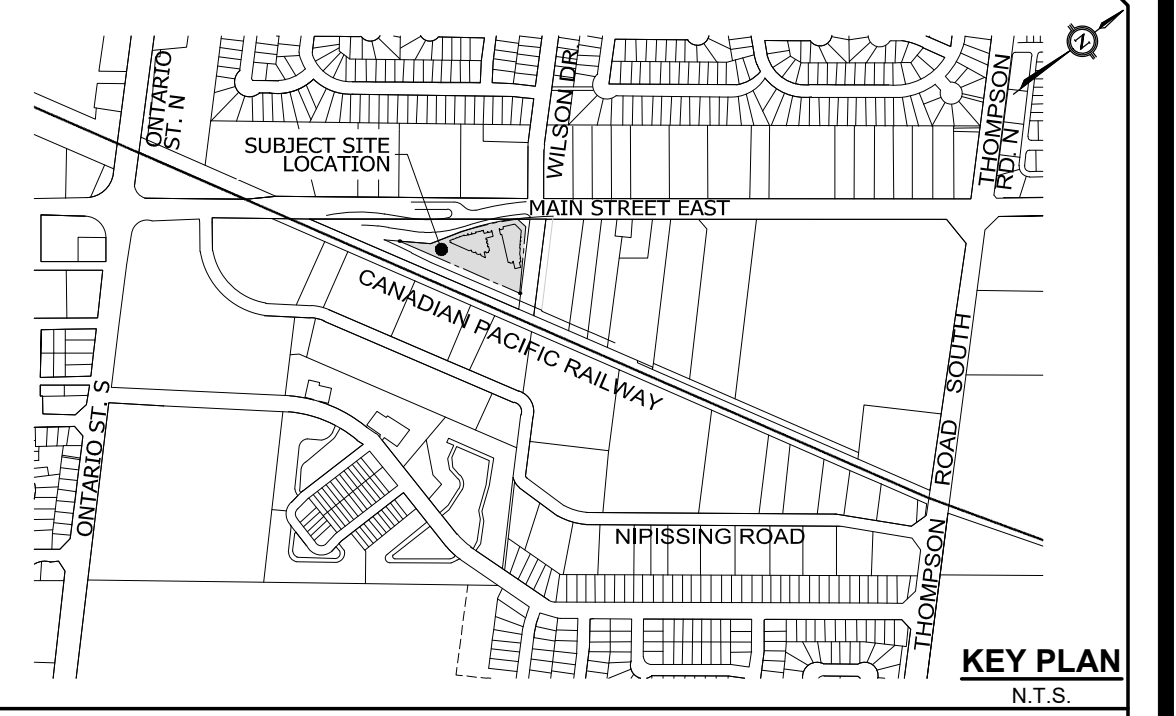 N
ONTARIO
ST. N
WILSON DR.
THOMPSON
RD. N
SUBJECT SITE
LOCATION
MAIN STREET EAST
CANADIAN PACIFIC RAILWAY
ONTARIO ST. S
THOMPSON ROAD SOUTH
NIPISSING ROAD
KEY PLAN
N.T.S.